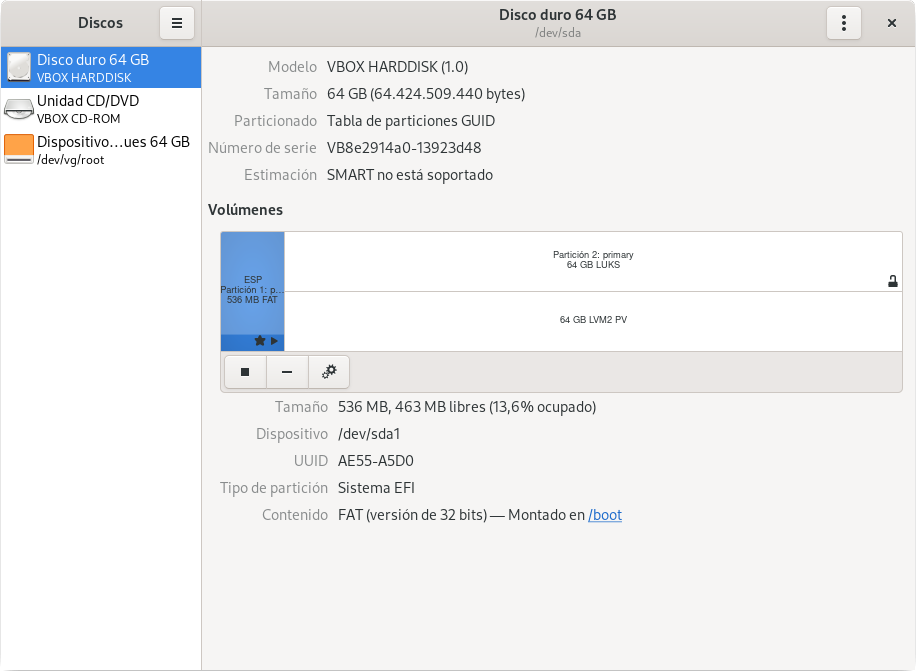 Discos
Disco duro 64 GB
/dev/sda
Disco duro 64 GB
VBOX HARDDISK
Unidad CD/DVD
VBOX CD-ROM
Dispositivo…ues 64 GB
/dev/vg/root
Modelo VBOX HARDDISK (1.0)
Tamaño 64 GB (64.424.509.440 bytes)
Particionado Tabla de particiones GUID
Número de serie VB8e2914a0-13923d48
Estimación SMART no está soportado
Volúmenes
ESP
Partición 1: p…
536 MB FAT
Partición 2: primary
64 GB LUKS
64 GB LVM2 PV
Tamaño 536 MB, 463 MB libres (13,6% ocupado)
Dispositivo /dev/sda1
UUID AE55-A5D0
Tipo de partición Sistema EFI
Contenido FAT (versión de 32 bits) — Montado en /boot